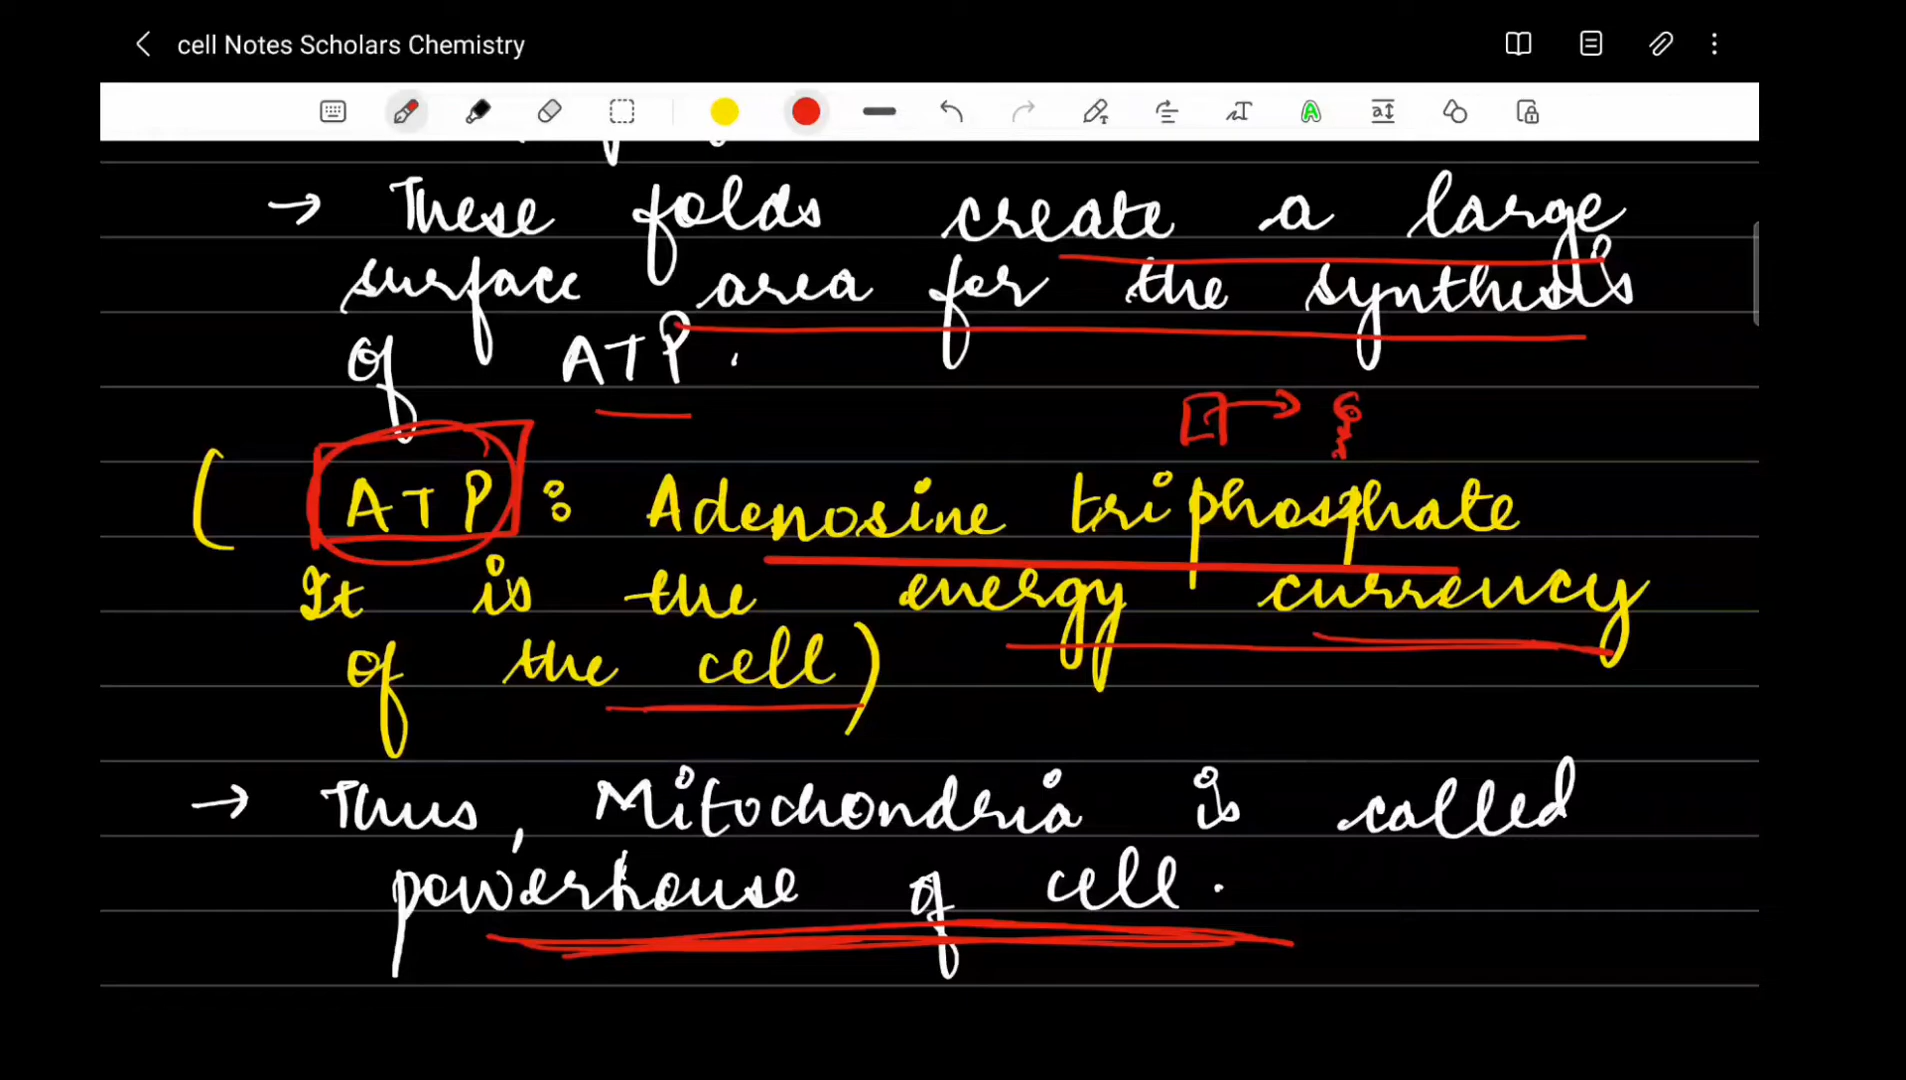 cell Notes Scholars Chemistry
→ These folds create a large
surface area for the synthesis
of ATP.
( ATP : Adenosine triphosphate
It is the energy currency
of the cell)
→ Thus, Mitochondria is called
powerhouse of cell.